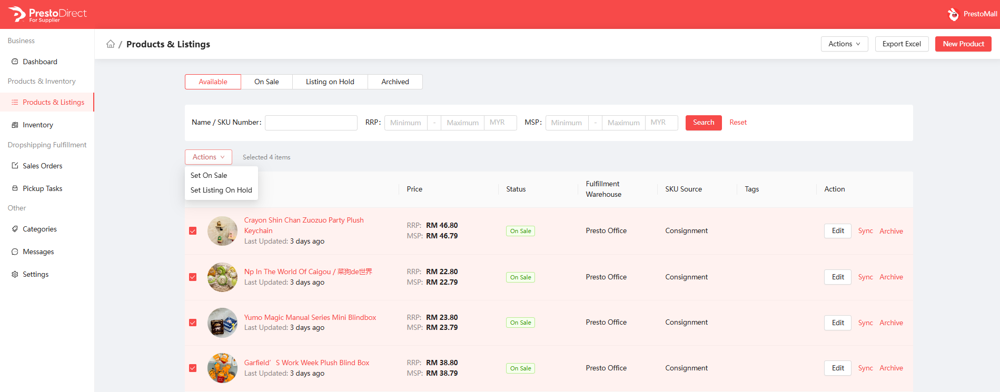 PrestoDirect
For Supplier
PrestoMall
Business
Dashboard
Products & Inventory
Products & Listings
Inventory
Dropshipping Fulfillment
Sales Orders
Pickup Tasks
Other
Categories
Messages
Settings
/ Products & Listings
Actions
Export Excel
New Product
Available
On Sale
Listing on Hold
Archived
Name / SKU Number:
RRP: Minimum - Maximum MYR
MSP: Minimum - Maximum MYR
Search
Reset
Actions
Selected 4 items
Set On Sale
Set Listing On Hold
Price
Status
Fulfillment
Warehouse
SKU Source
Tags
Action
Crayon Shin Chan Zuozuo Party Plush
Keychain
Last Updated: 3 days ago
RRP: RM 46.80
MSP: RM 46.79
On Sale
Presto Office
Consignment
Edit
Sync
Archive
Np In The World Of Caigou / 菜狗de世界
Last Updated: 3 days ago
RRP: RM 22.80
MSP: RM 22.79
On Sale
Presto Office
Consignment
Edit
Sync
Archive
Yumo Magic Manual Series Mini Blindbox
Last Updated: 3 days ago
RRP: RM 23.80
MSP: RM 23.79
On Sale
Presto Office
Consignment
Edit
Sync
Archive
Garfield’S Work Week Plush Blind Box
Last Updated: 3 days ago
RRP: RM 38.80
MSP: RM 38.79
On Sale
Presto Office
Consignment
Edit
Sync
Archive